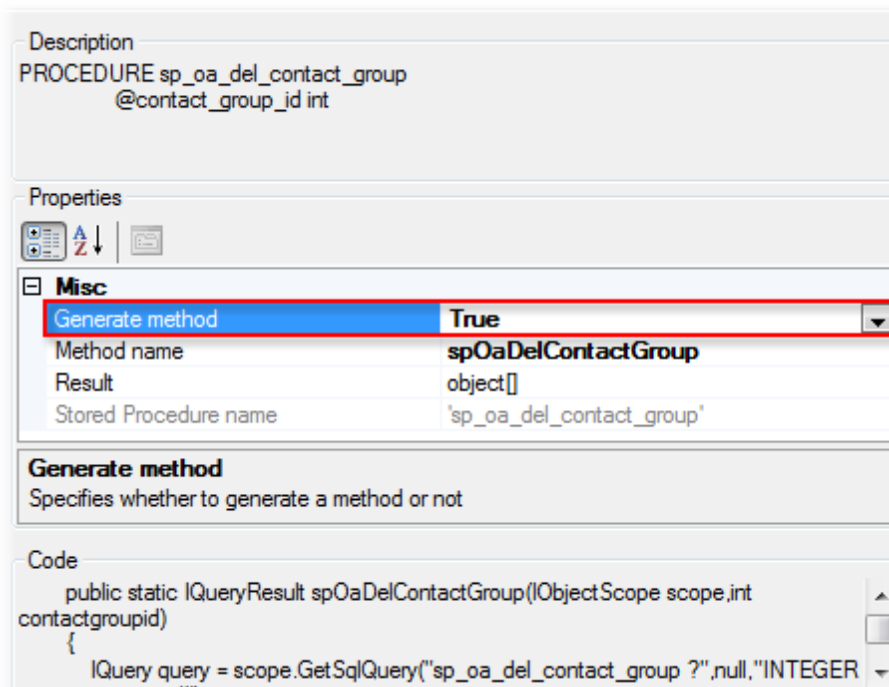 Description
PROCEDURE sp_oa_del_contact_group
@contact_group_id int
Properties
A
Z
Misc
Generate method True
Method name spOaDelContactGroup
Result object[]
Stored Procedure name 'sp_oa_del_contact_group'
Generate method
Specifies whether to generate a method or not
Code
public static IQueryResult spOaDelContactGroup(IObjectScope scope,int
contactgroupid)
{
IQuery query = scope.GetSqlQuery("sp_oa_del_contact_group ?",null,"INTEGER